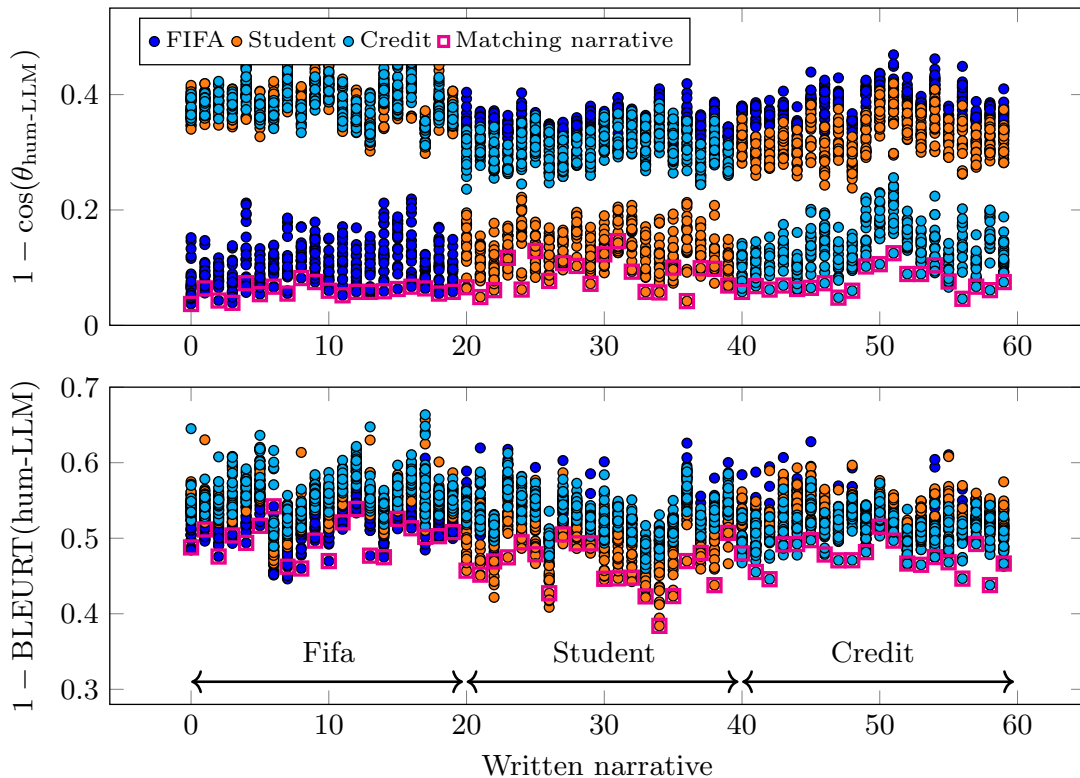 FIFA Student Credit Matching narrative
0.4
0.2
0
1 − cos(θhum-LLM)
0 10 20 30 40 50 60
0.7
0.6
0.5
0.4
0.3
1 − BLEURT(hum-LLM)
Fifa Student Credit
0 10 20 30 40 50 60
Written narrative